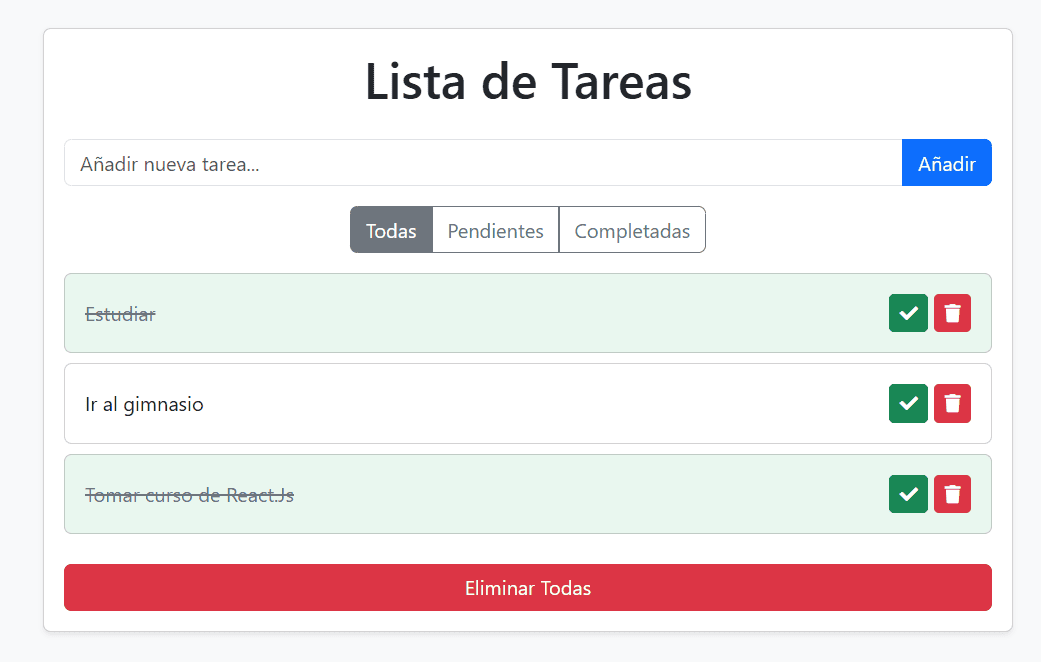 Lista de Tareas
Añadir nueva tarea... Añadir
Todas Pendientes Completadas
Estudiar
Ir al gimnasio
Tomar curso de React.Js
Eliminar Todas